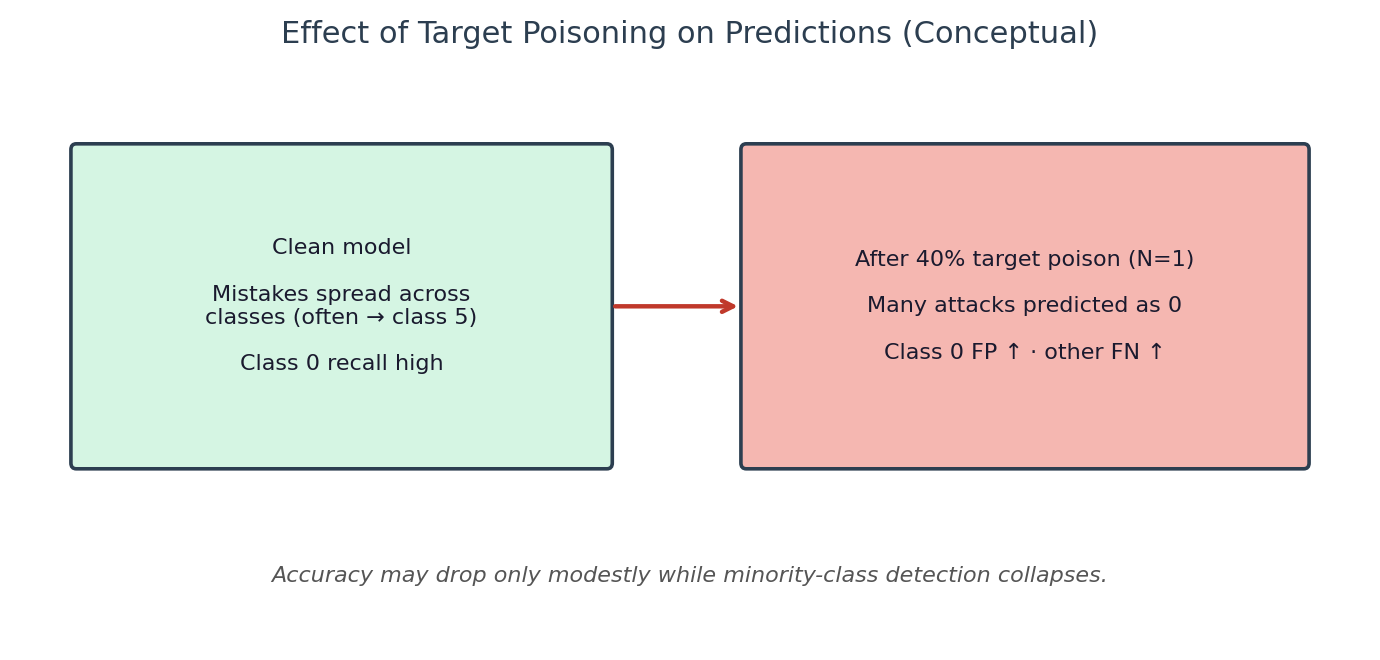 Effect of Target Poisoning on Predictions (Conceptual)
Clean model
Mistakes spread across
classes (often → class 5)
Class 0 recall high
After 40% target poison (N=1)
Many attacks predicted as 0
Class 0 FP ↑ · other FN ↑
Accuracy may drop only modestly while minority-class detection collapses.